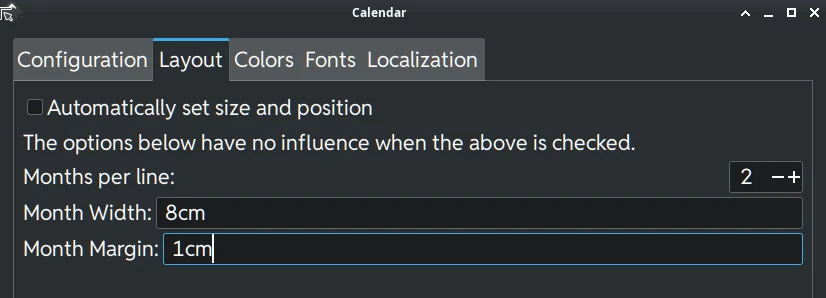 Calendar
Configuration Layout Colors Fonts Localization
Automatically set size and position
The options below have no influence when the above is checked.
Months per line: 2
Month Width: 8cm
Month Margin: 1cm